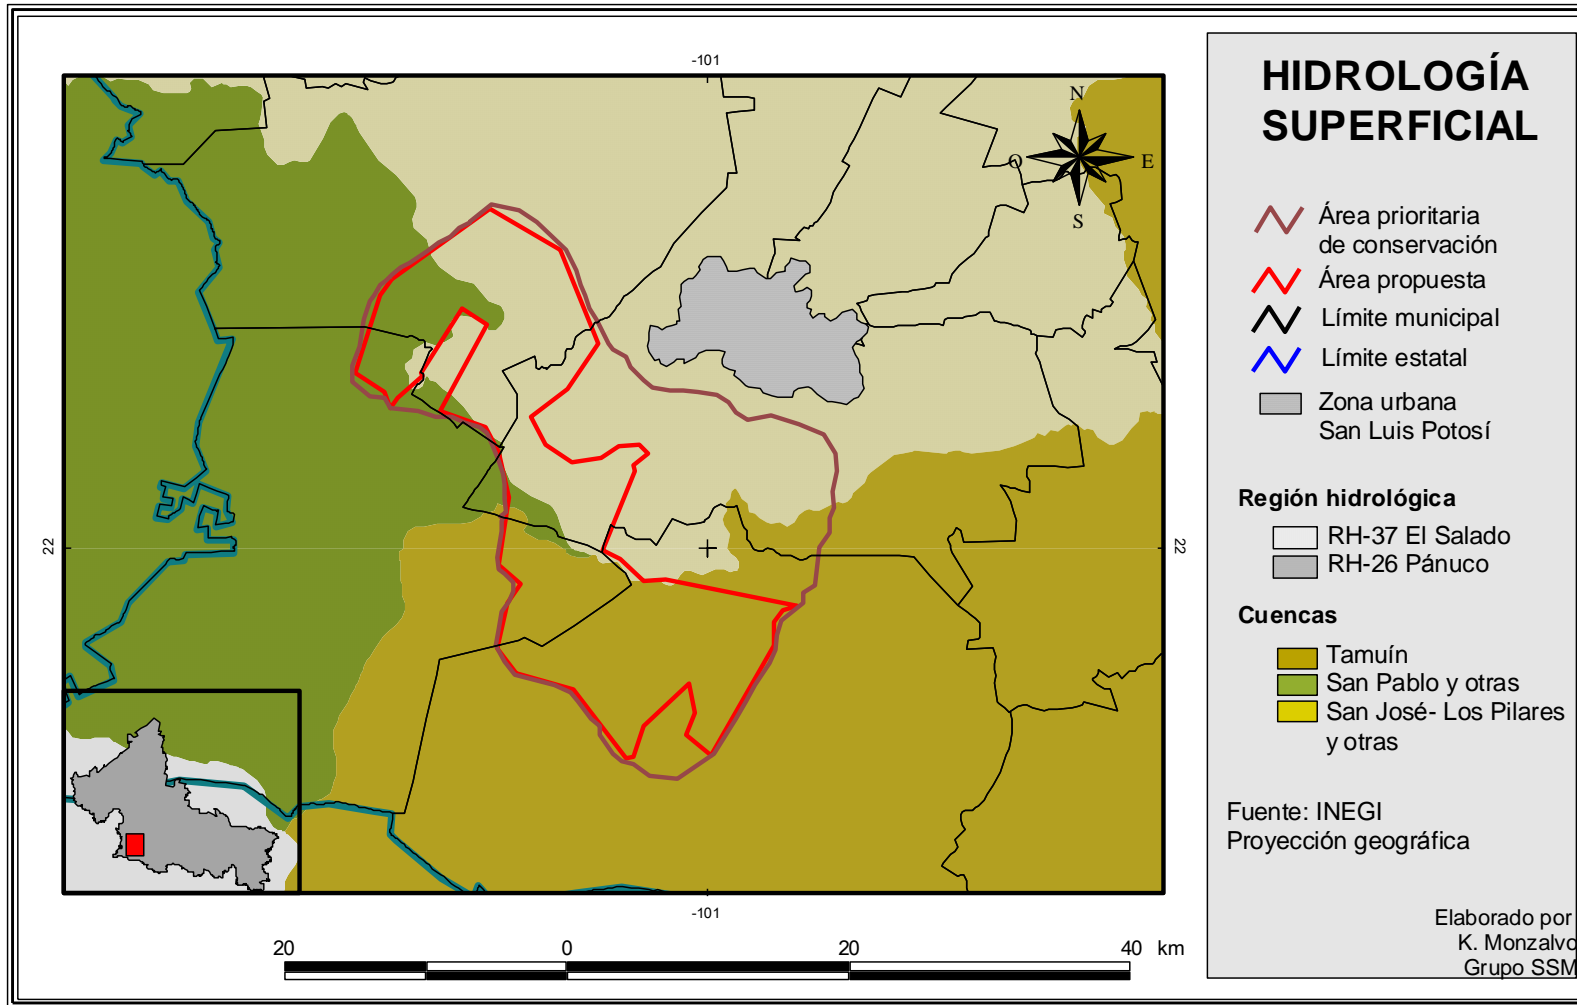 HIDROLOGÍA
SUPERFICIAL
-101
N
O
E
S
22
22
-101
20
0
20
40
km
Área prioritaria
de conservación
Área propuesta
Límite municipal
Límite estatal
Zona urbana
San Luis Potosí
Región hidrológica
RH-37 El Salado
RH-26 Pánuco
Cuencas
Tamuín
San Pablo y otras
San José- Los Pilares
y otras
Fuente: INEGI
Proyección geográfica
Elaborado por
K. Monzalvo
Grupo SSM